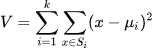 V = \sum_{i=1}^{k} \sum_{x \in S_i} (x - \mu_i)^2